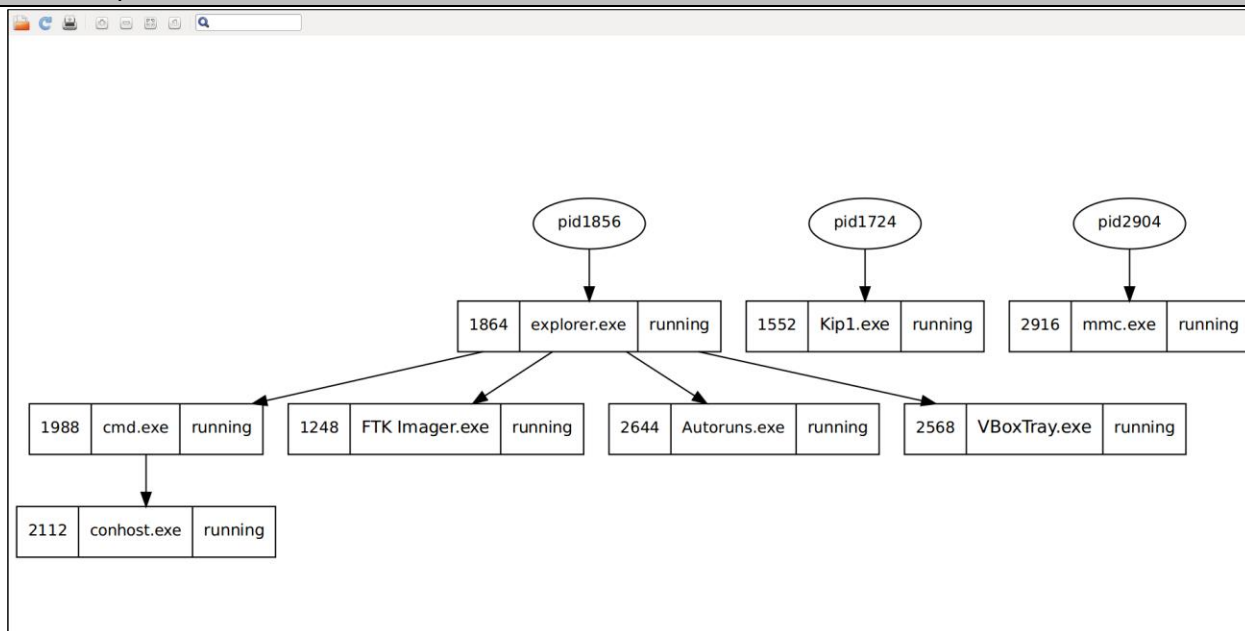 pid1856 pid1724 pid2904
1864 explorer.exe running 1552 Kip1.exe running 2916 mmc.exe running
1988 cmd.exe running 1248 FTK Imager.exe running 2644 Autoruns.exe running 2568 VBoxTray.exe running
2112 conhost.exe running